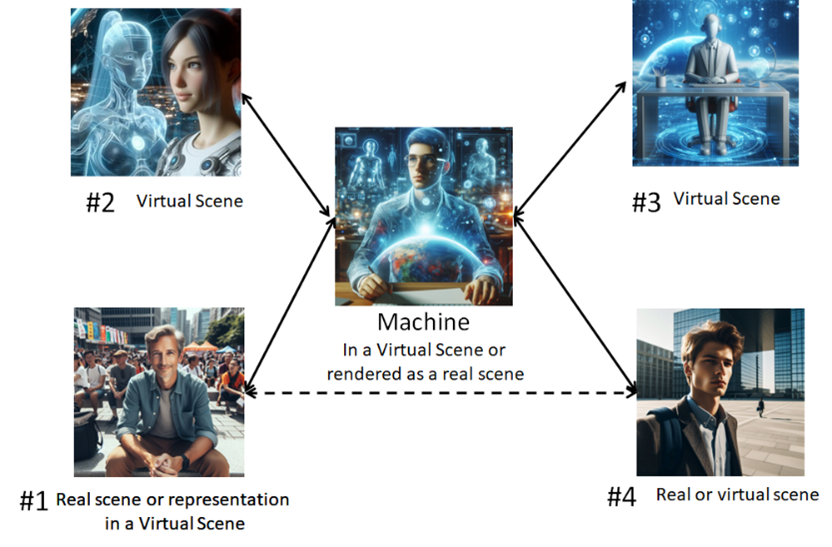 #2 Virtual Scene
#3 Virtual Scene
Machine
In a Virtual Scene or
rendered as a real scene
#1 Real scene or representation
in a Virtual Scene
#4 Real or virtual scene